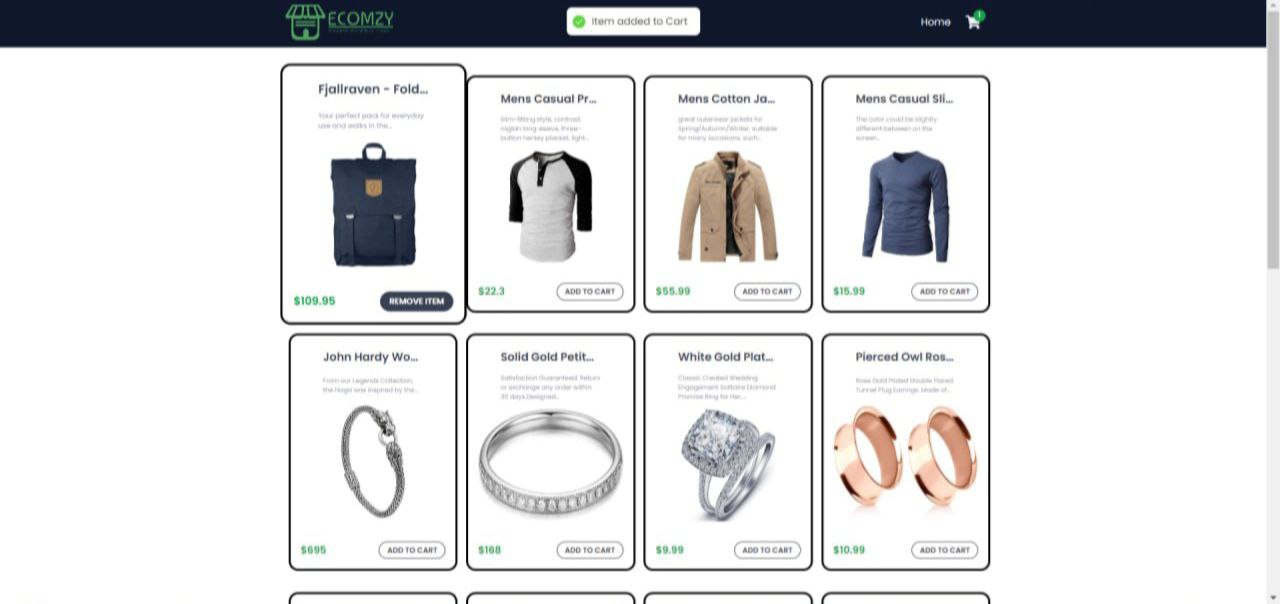 ECOMZY
Item added to Cart
Home
1
Fjallraven - Fold...
Your perfect pack for everyday
use and walks in the...
$109.95
REMOVE ITEM
Mens Casual Pr...
Slim-fitting style, contrast
raglan long sleeve, three-
button henley placket, light...
$22.3
ADD TO CART
Mens Cotton Ja...
great outerwear jackets for
Spring/Autumn/Winter, suitable
for many occasions, such...
$55.99
ADD TO CART
Mens Casual Sli...
The color could be slightly
different between on the
screen...
$15.99
ADD TO CART
John Hardy Wo...
From our Legends Collection,
the Naga was inspired by the...
$695
ADD TO CART
Solid Gold Petit...
Satisfaction Guaranteed. Return
or exchange any order within
30 days.Designed...
$168
ADD TO CART
White Gold Plat...
Classic Created Wedding
Engagement Solitaire Diamond
Promise Ring for Her...
$9.99
ADD TO CART
Pierced Owl Ros...
Rose Gold Plated Double Flared
Tunnel Plug Earrings. Made of...
$10.99
ADD TO CART